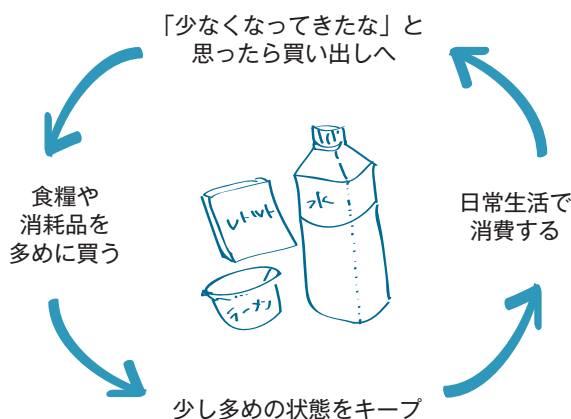 「少なくなってきたな」と
思ったら買い出しへ
食糧や
消耗品を
多めに買う
レトルト
水
ラーメン
日常生活で
消費する
少し多めの状態をキープ